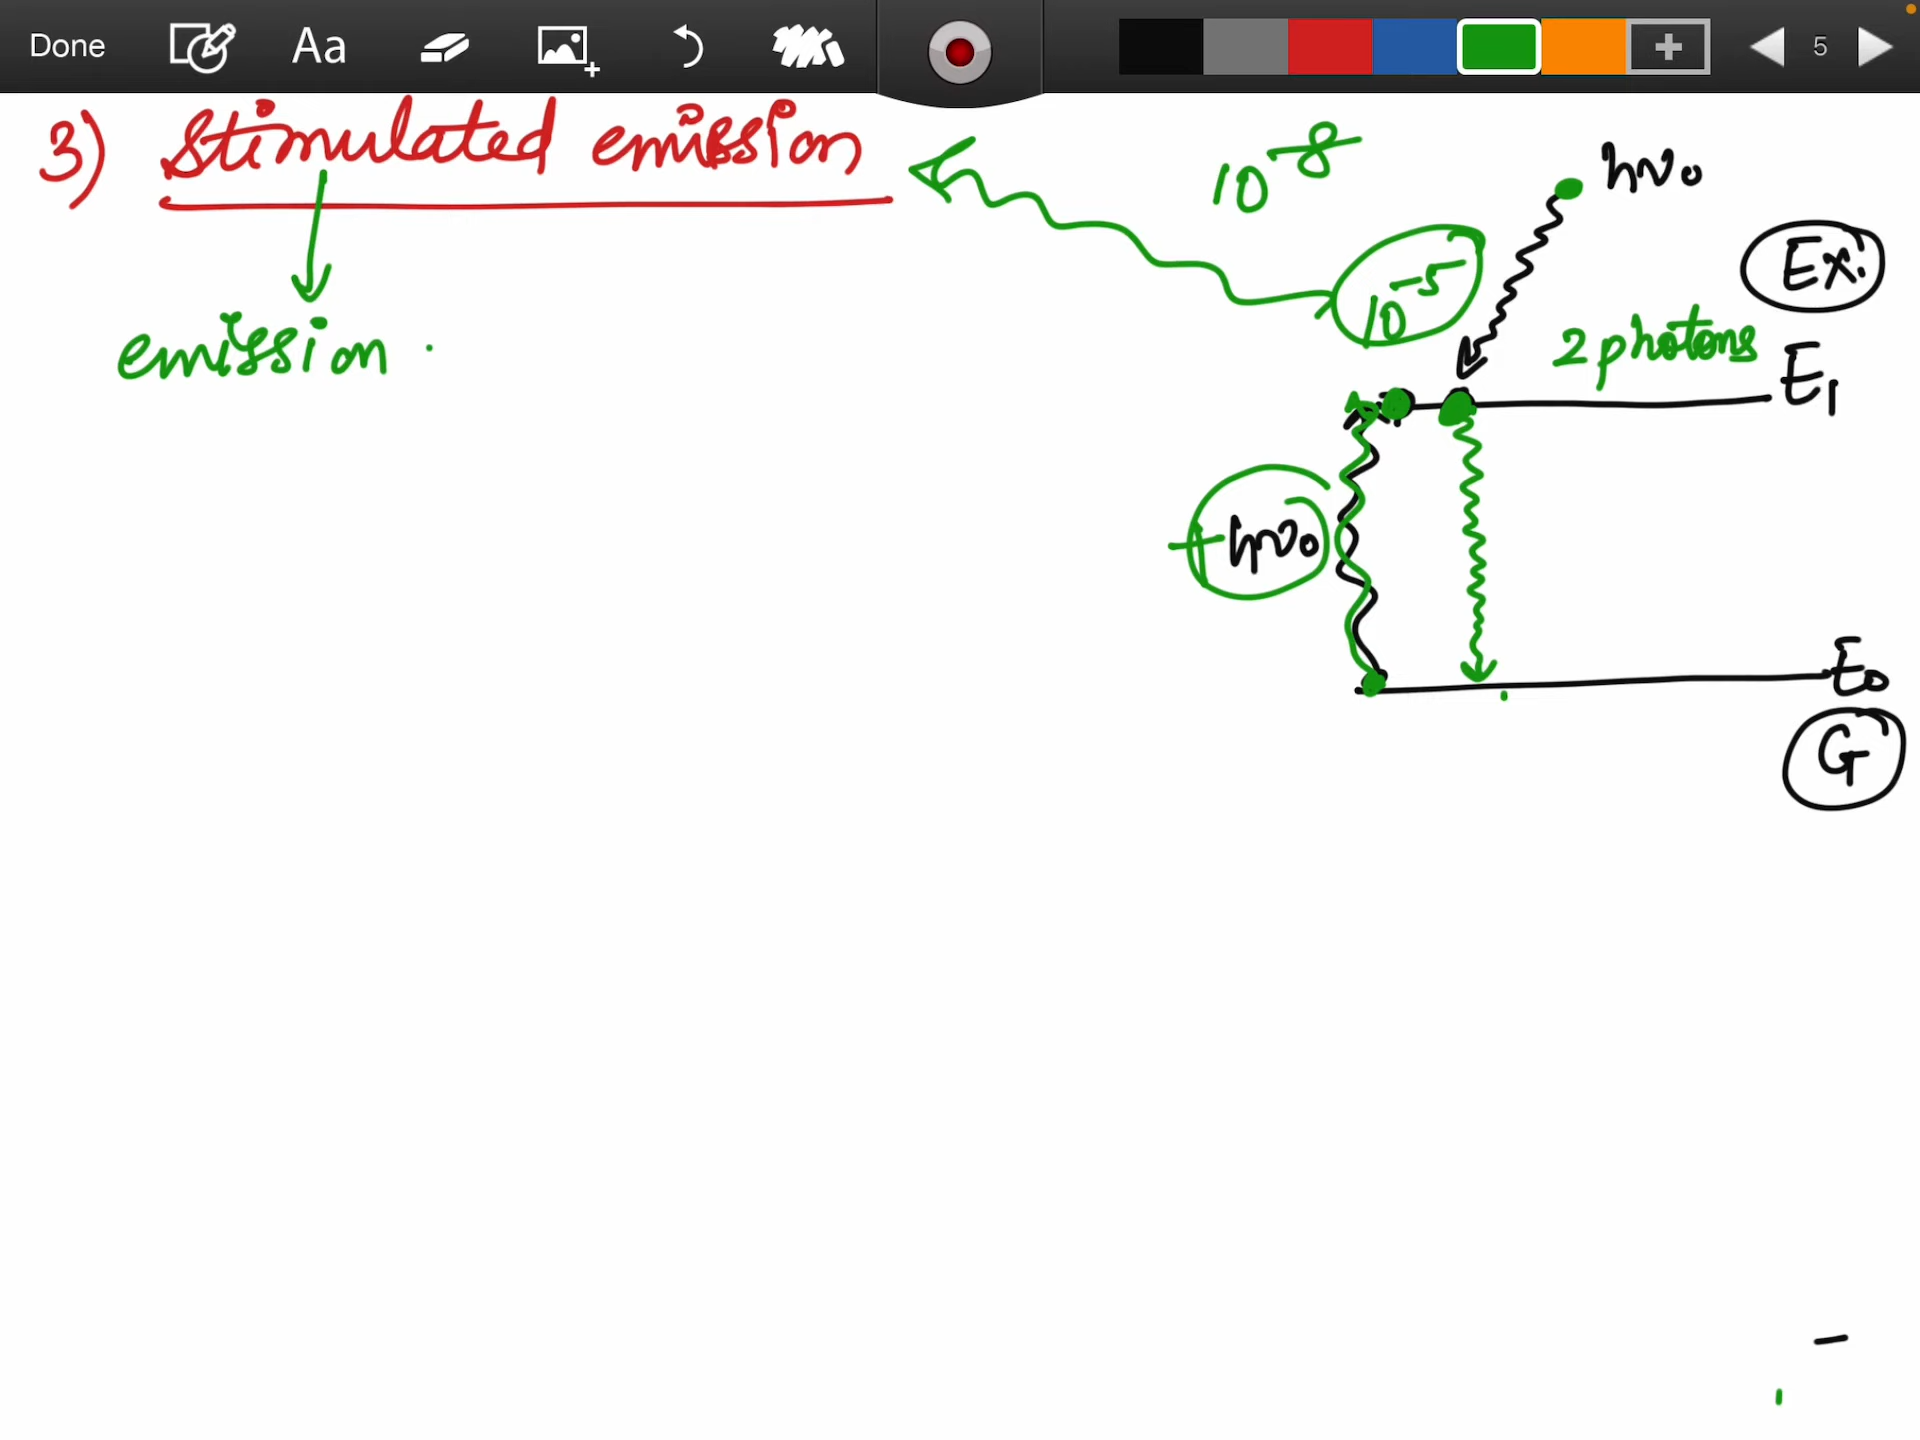 Done Aa 5
3) Stimulated emission
10^-8
hν₀
Ex.
10^-5
emission
2 photons
E₁
+hν₀
E₀
G